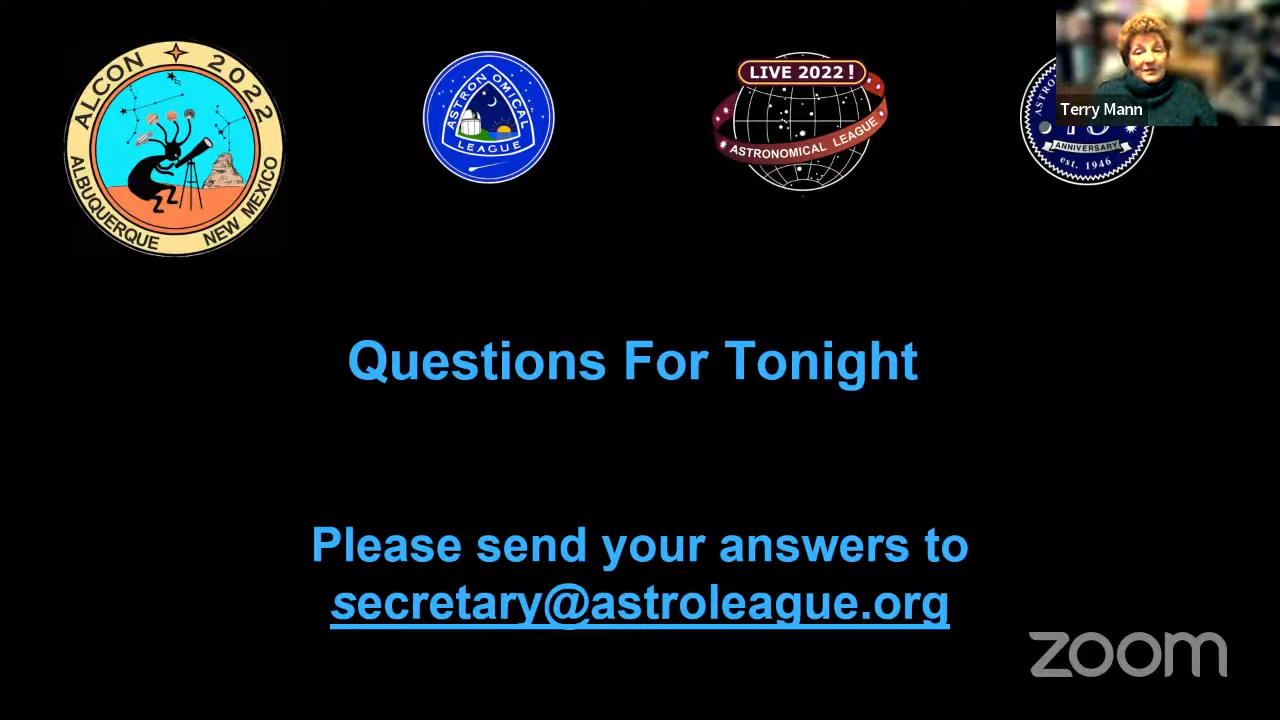 ALCON 2022
ALBUQUERQUE NEW MEXICO
ASTRONOMICAL
LEAGUE
LIVE 2022!
ASTRONOMICAL LEAGUE
ANNIVERSARY
est. 1946
Terry Mann
Questions For Tonight
Please send your answers to
secretary@astroleague.org
zoom